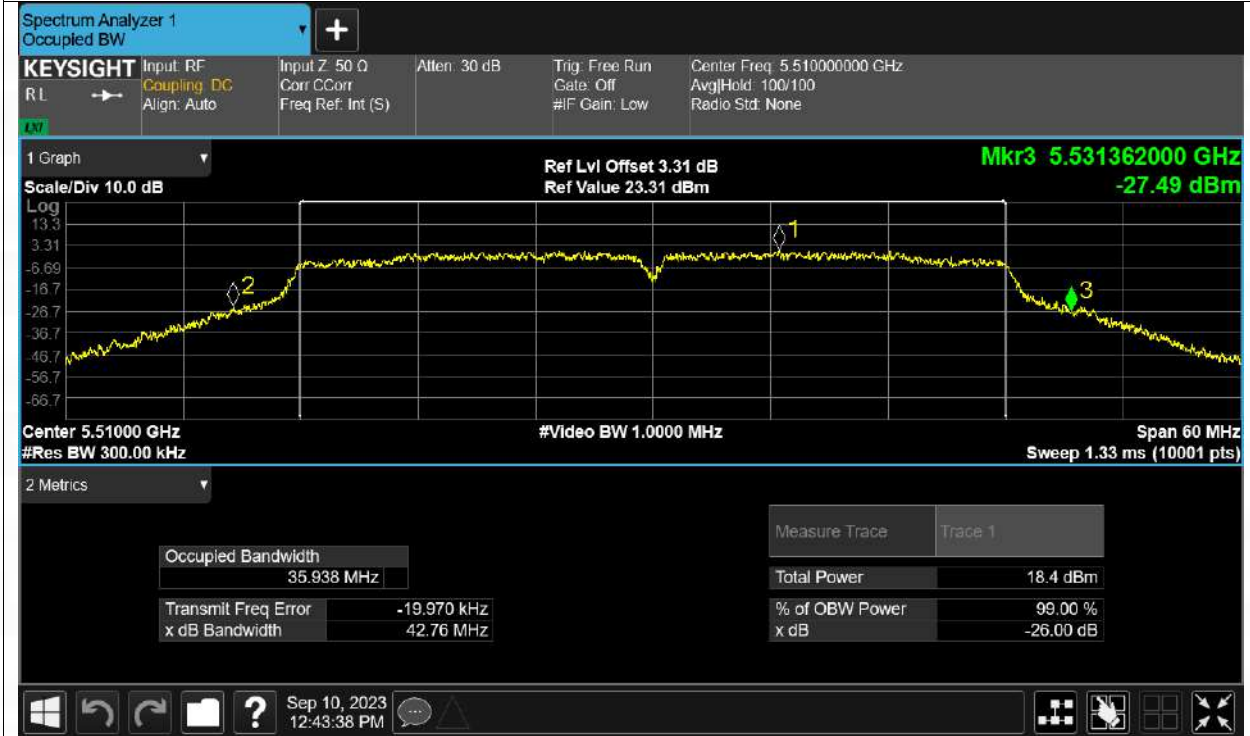 Spectrum Analyzer 1
Occupied BW
+
KEYSIGHT
RL
LXI
Input: RF
Coupling: DC
Align: Auto
Input Z: 50 Ω
Corr CCorr
Freq Ref: Int (S)
Atten: 30 dB
Trig: Free Run
Gate: Off
#IF Gain: Low
Center Freq: 5.510000000 GHz
Avg|Hold: 100/100
Radio Std: None
1 Graph
Scale/Div 10.0 dB
Ref Lvl Offset 3.31 dB
Ref Value 23.31 dBm
Mkr3 5.531362000 GHz
-27.49 dBm
Log
13.3
3.31
-6.69
-16.7
-26.7
-36.7
-46.7
-56.7
-66.7
1
2
3
Center 5.51000 GHz
#Video BW 1.0000 MHz
Span 60 MHz
#Res BW 300.00 kHz
Sweep 1.33 ms (10001 pts)
2 Metrics
Measure Trace Trace 1
Occupied Bandwidth
35.938 MHz
Total Power 18.4 dBm
Transmit Freq Error -19.970 kHz
% of OBW Power 99.00 %
x dB Bandwidth 42.76 MHz
x dB -26.00 dB
?
Sep 10, 2023
12:43:38 PM